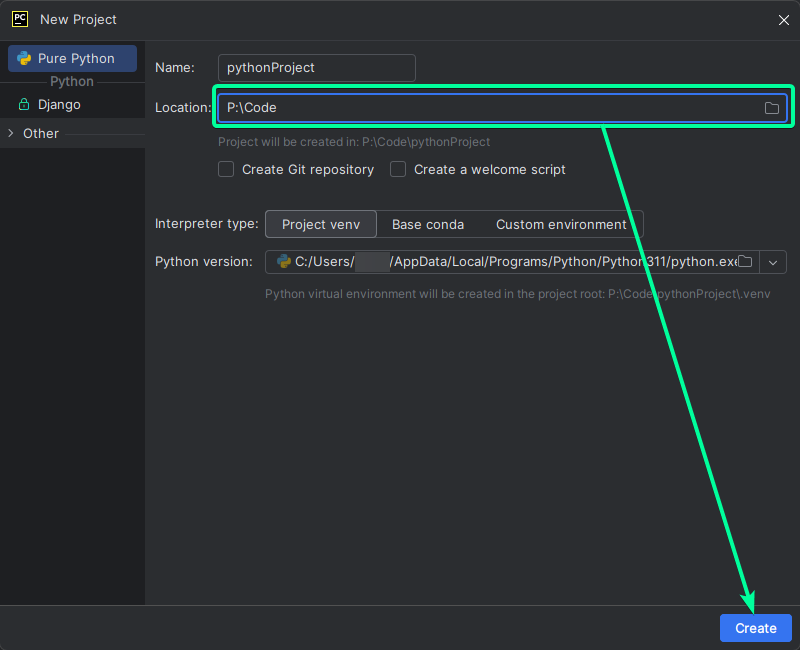 PC New Project
Pure Python
Python
Django
Other
Name: pythonProject
Location: P:\Code
Project will be created in: P:\Code\pythonProject
Create Git repository Create a welcome script
Interpreter type: Project venv Base conda Custom environment
Python version: C:/Users/ /AppData/Local/Programs/Python/Python311/python.exe
Python virtual environment will be created in the project root: P:\Code\pythonProject\.venv
Create